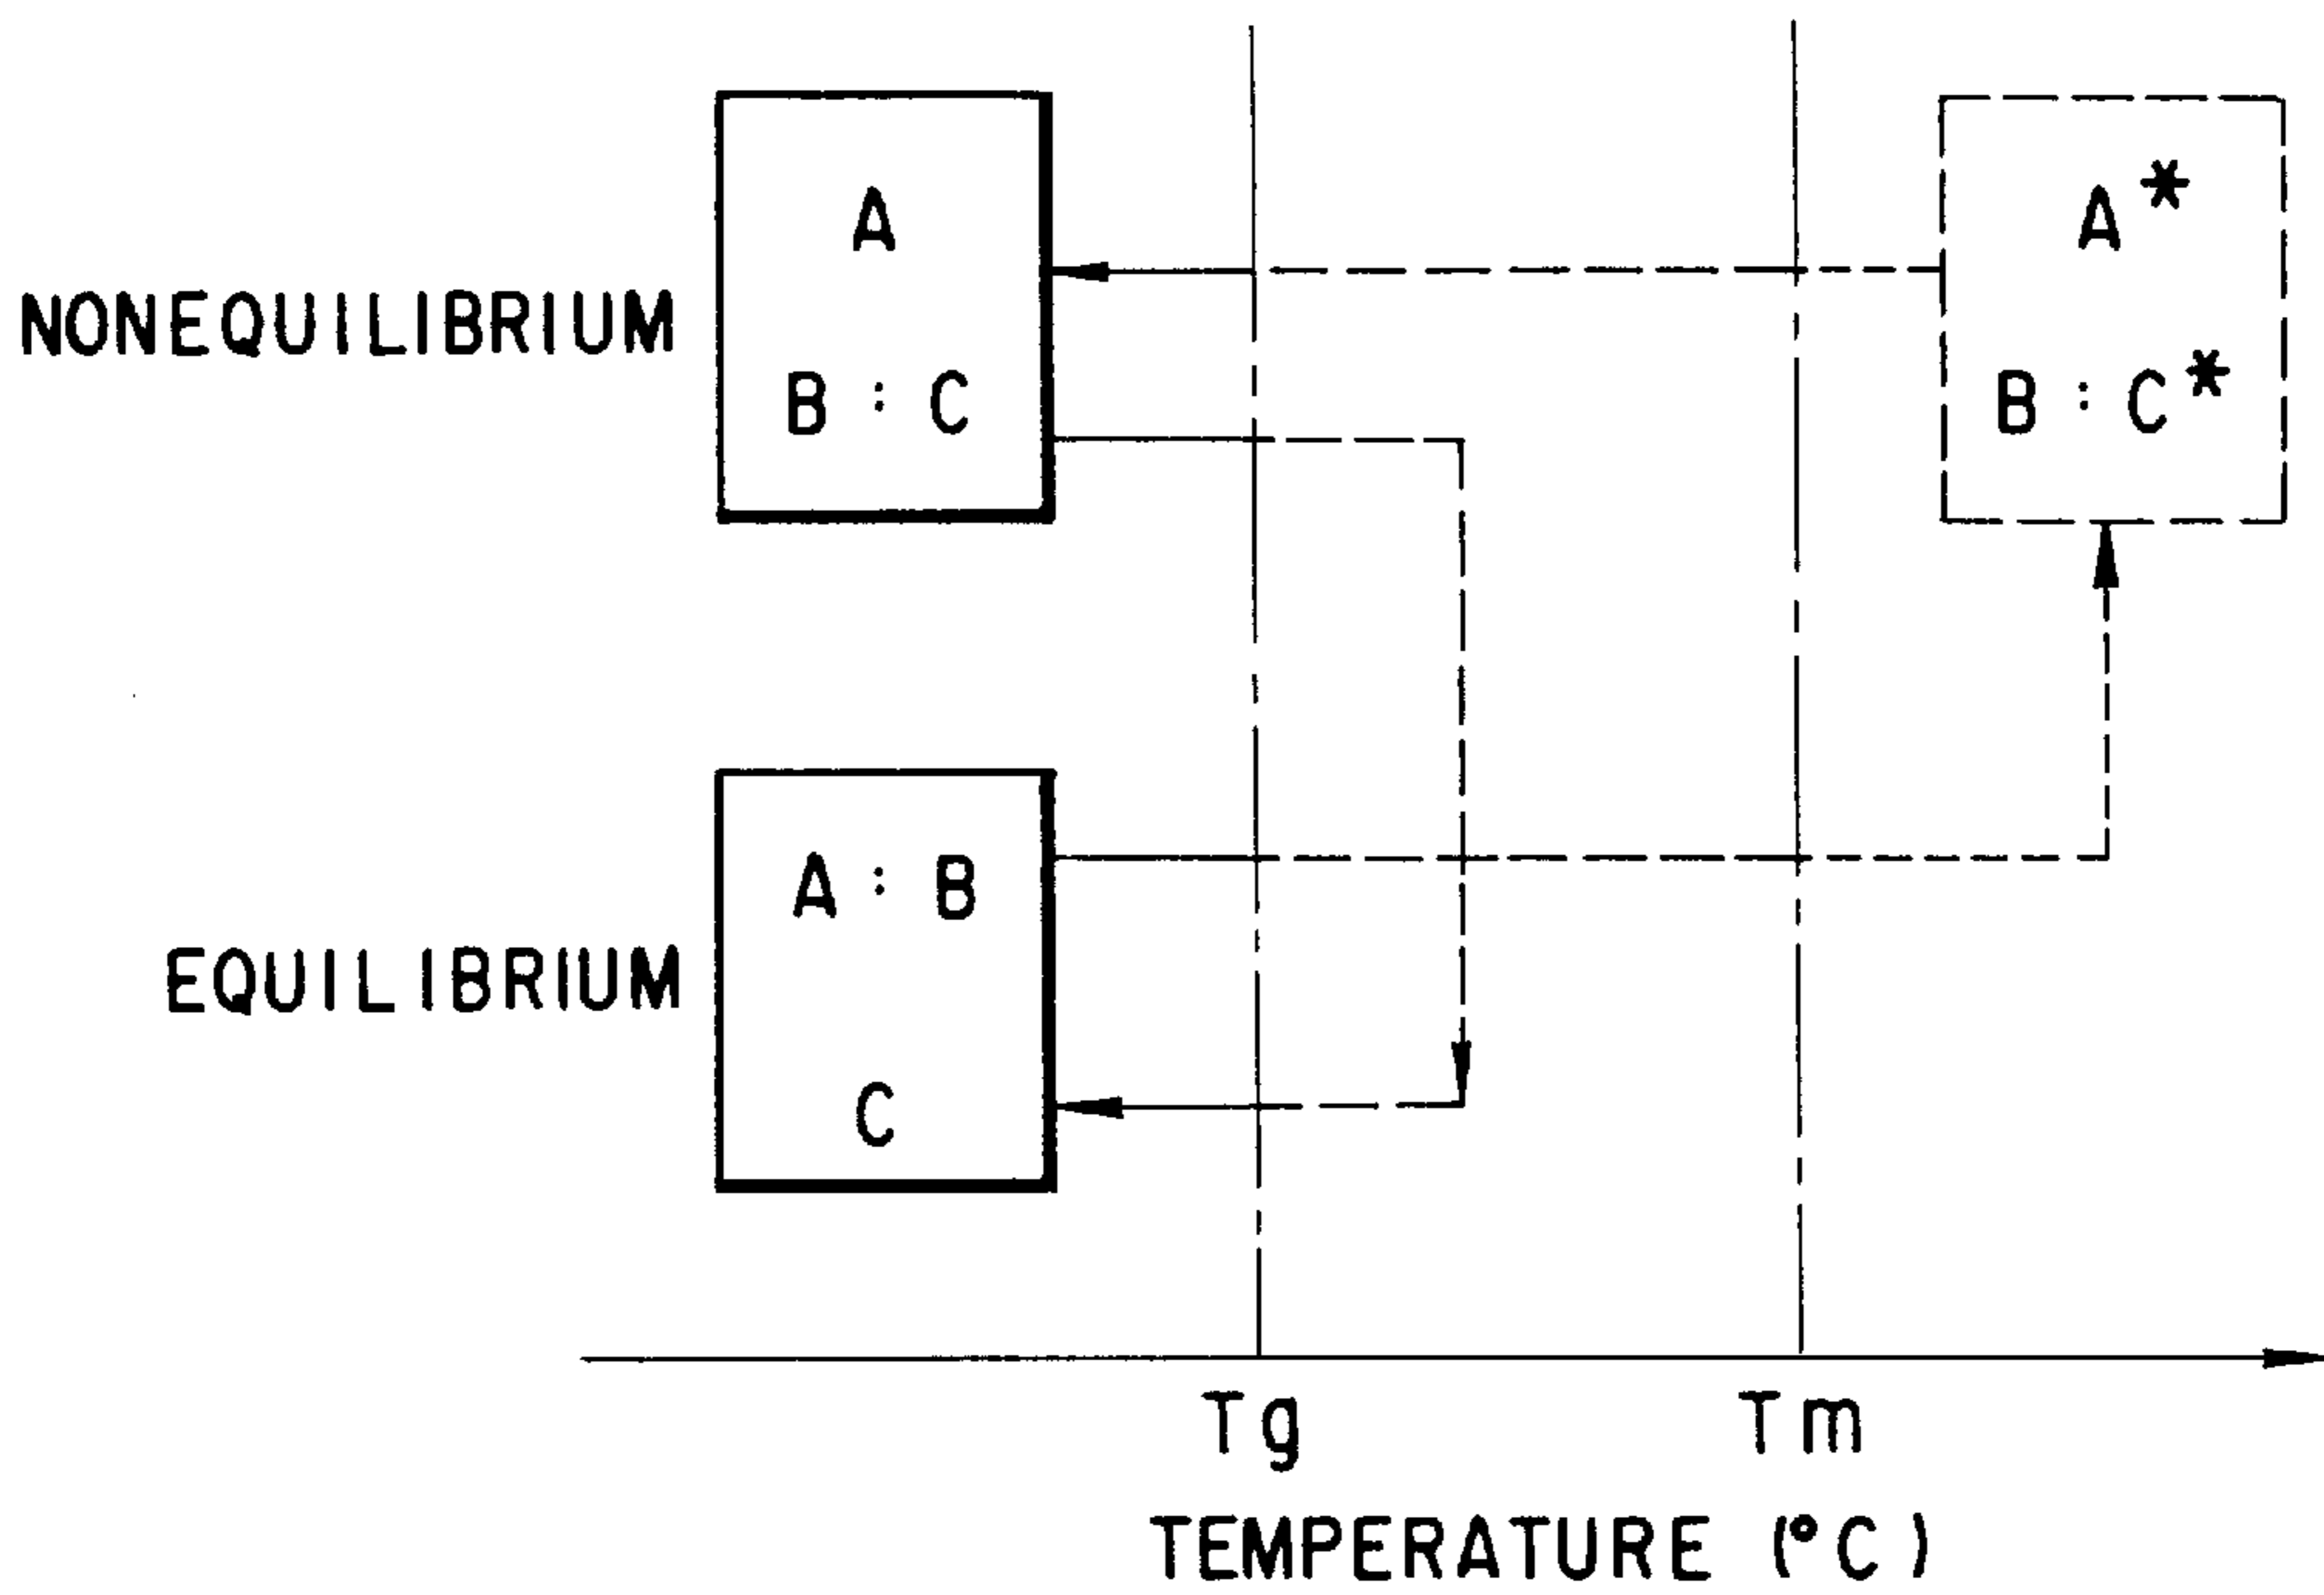 A
A*
NONEQUILIBRIUM
B : C
B : C*
A : B
EQUILIBRIUM
C
Tg
Tm
TEMPERATURE (°C)